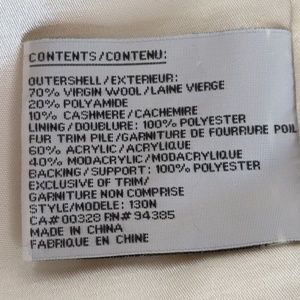 CONTENTS/CONTENU:
OUTERSHELL/EXTERIEUR:
70% VIRGIN WOOL/LAINE VIERGE
20% POLYAMIDE
10% CASHMERE/CACHEMIRE
LINING/DOUBLURE: 100% POLYESTER
FUR TRIM PILE/GARNITURE DE FOURRURE POIL
60% ACRYLIC/ACRYLIQUE
40% MODACRYLIC/MODACRYLIQUE
BACKING/SUPPORT: 100% POLYESTER
EXCLUSIVE OF TRIM/
GARNITURE NON COMPRISE
STYLE/MODELE: 130N
CA# 00328 RN# 94385
MADE IN CHINA
FABRIQUE EN CHINE